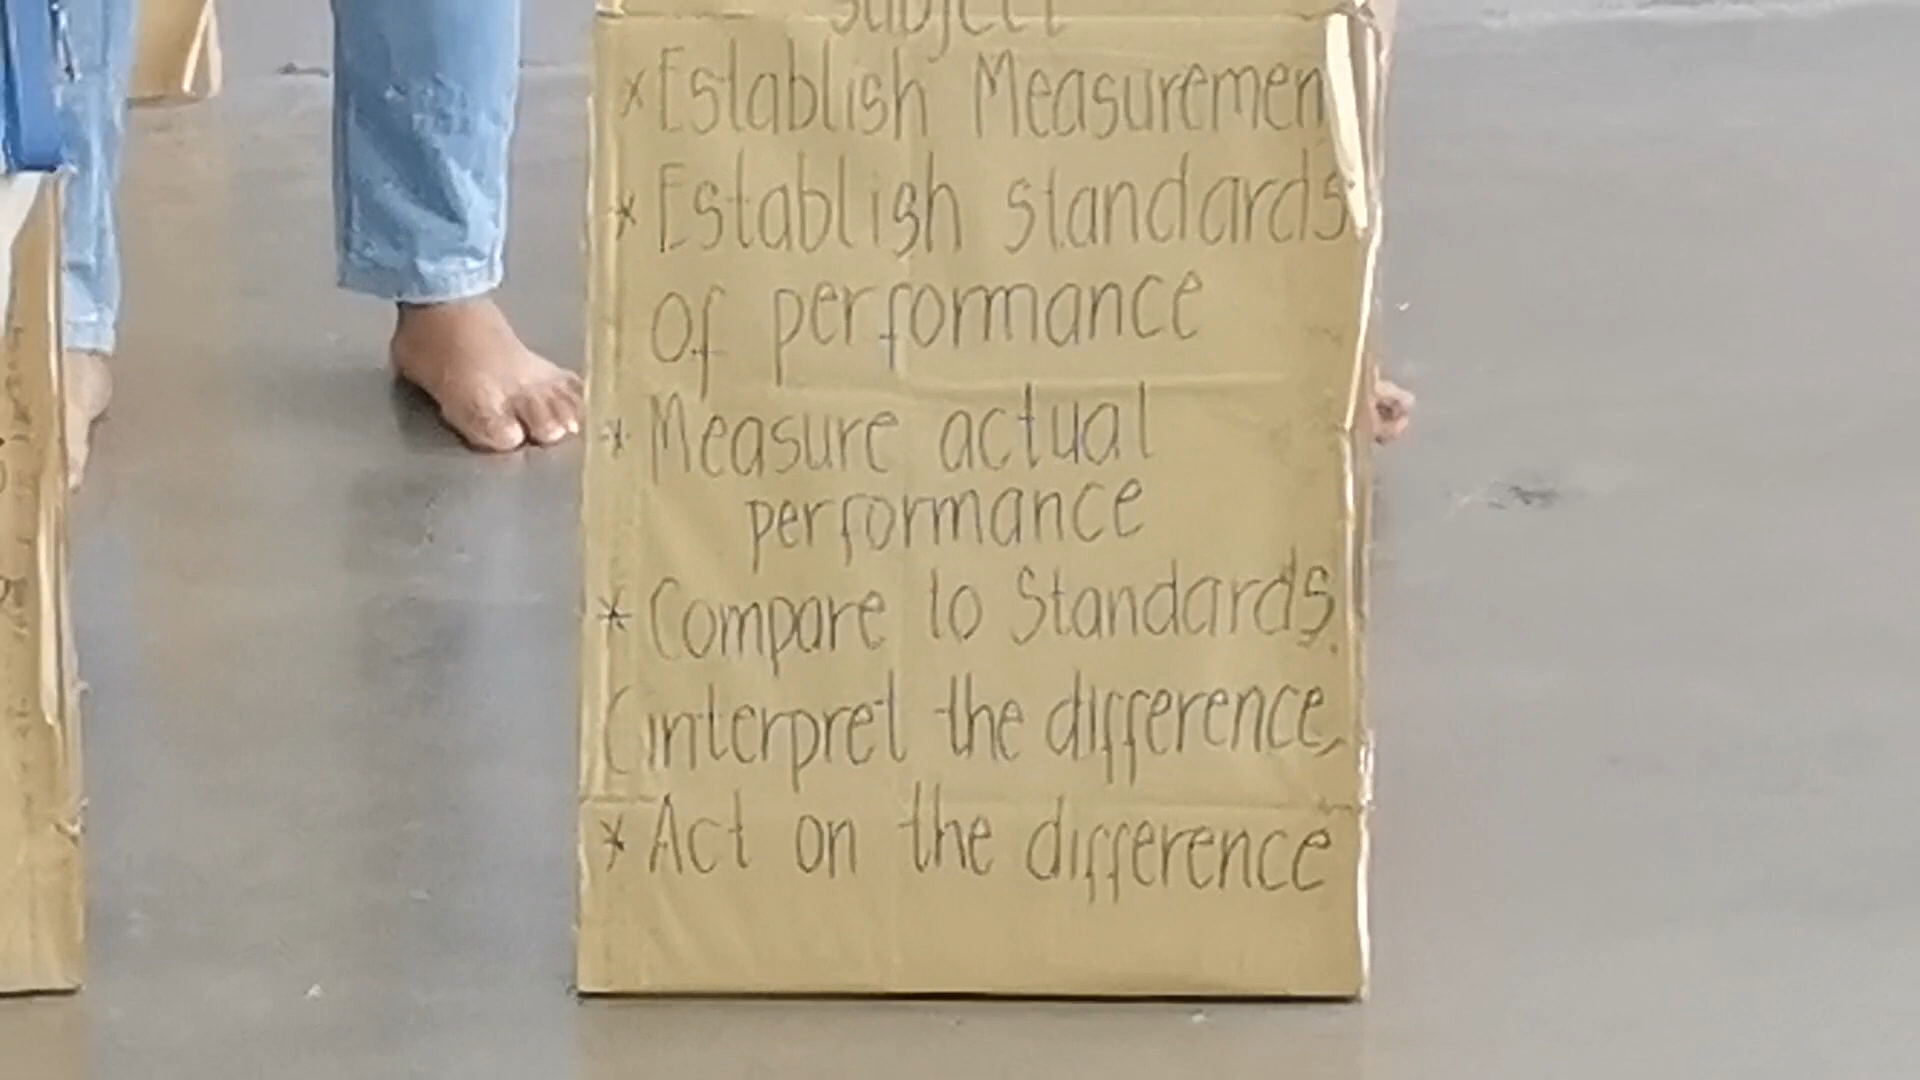 subject
*Establish Measuremen
*Establish standards
of performance
*Measure actual
performance
*Compare to Standards.
(interpret the difference,
*Act on the difference